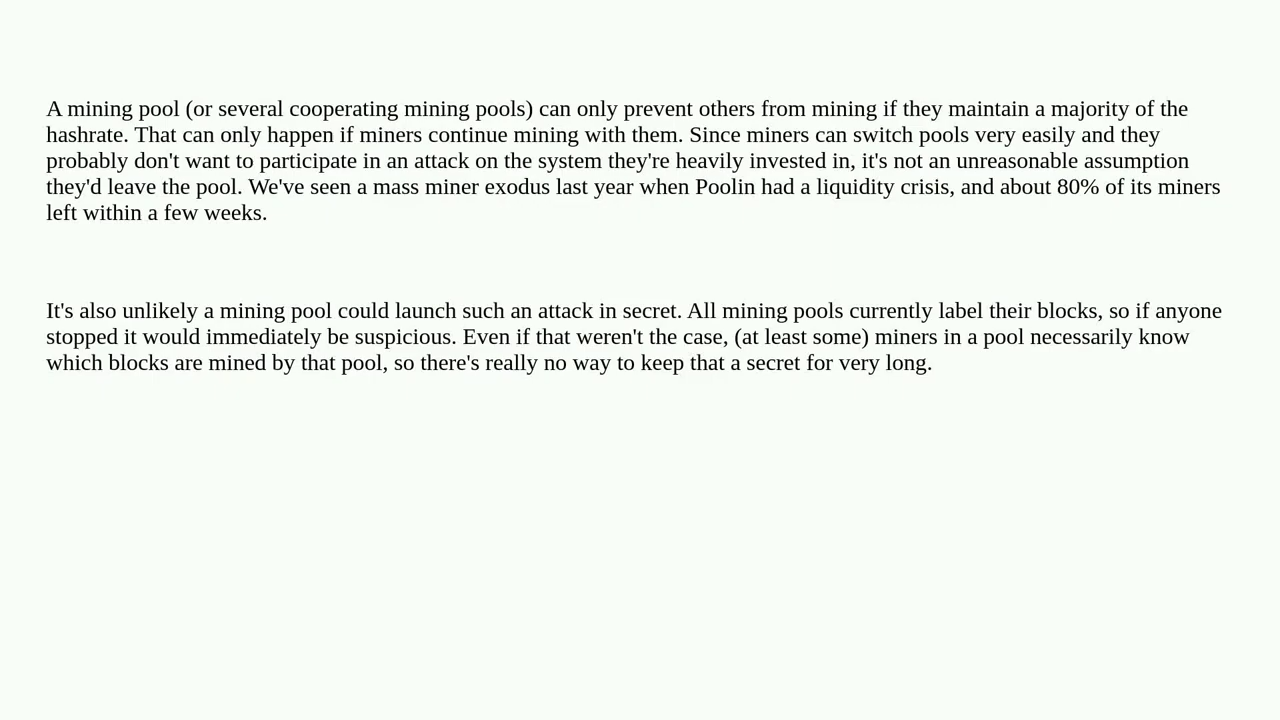 A mining pool (or several cooperating mining pools) can only prevent others from mining if they maintain a majority of the
hashrate. That can only happen if miners continue mining with them. Since miners can switch pools very easily and they
probably don't want to participate in an attack on the system they're heavily invested in, it's not an unreasonable assumption
they'd leave the pool. We've seen a mass miner exodus last year when Poolin had a liquidity crisis, and about 80% of its miners
left within a few weeks.
It's also unlikely a mining pool could launch such an attack in secret. All mining pools currently label their blocks, so if anyone
stopped it would immediately be suspicious. Even if that weren't the case, (at least some) miners in a pool necessarily know
which blocks are mined by that pool, so there's really no way to keep that a secret for very long.